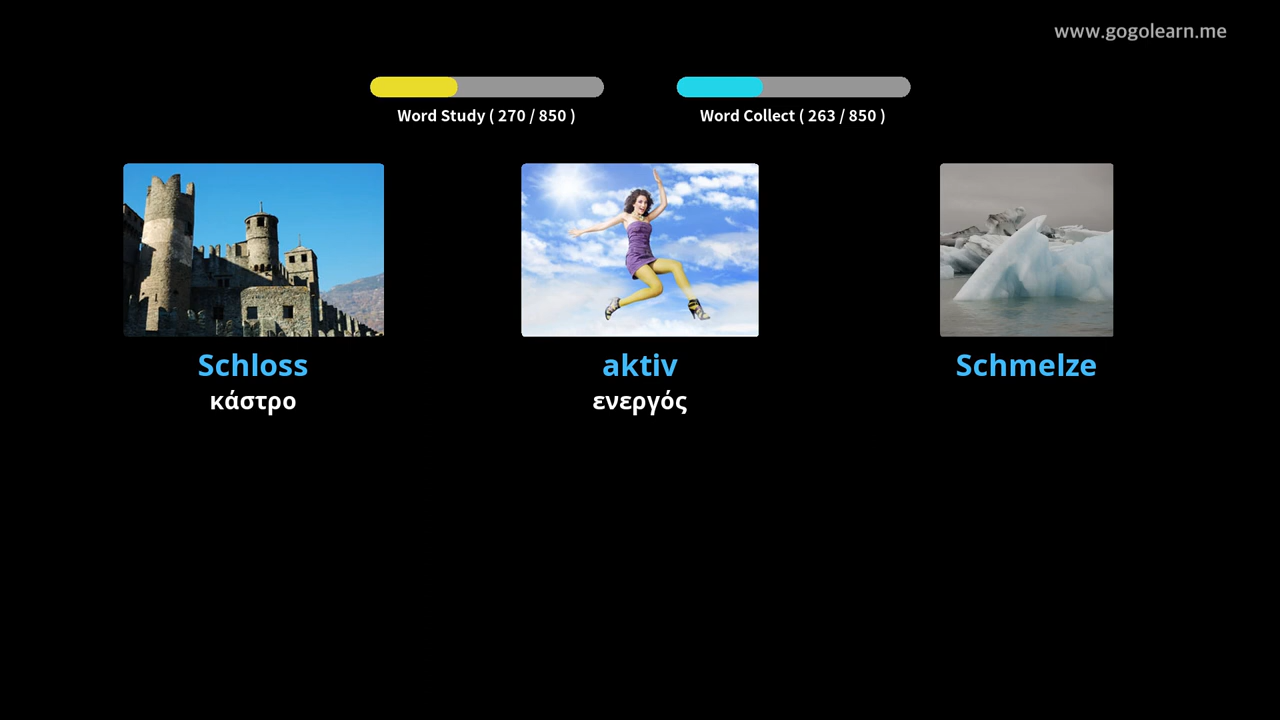 www.gogolearn.me
Word Study ( 270 / 850 )
Word Collect ( 263 / 850 )
Schloss
κάστρο
aktiv
ενεργός
Schmelze